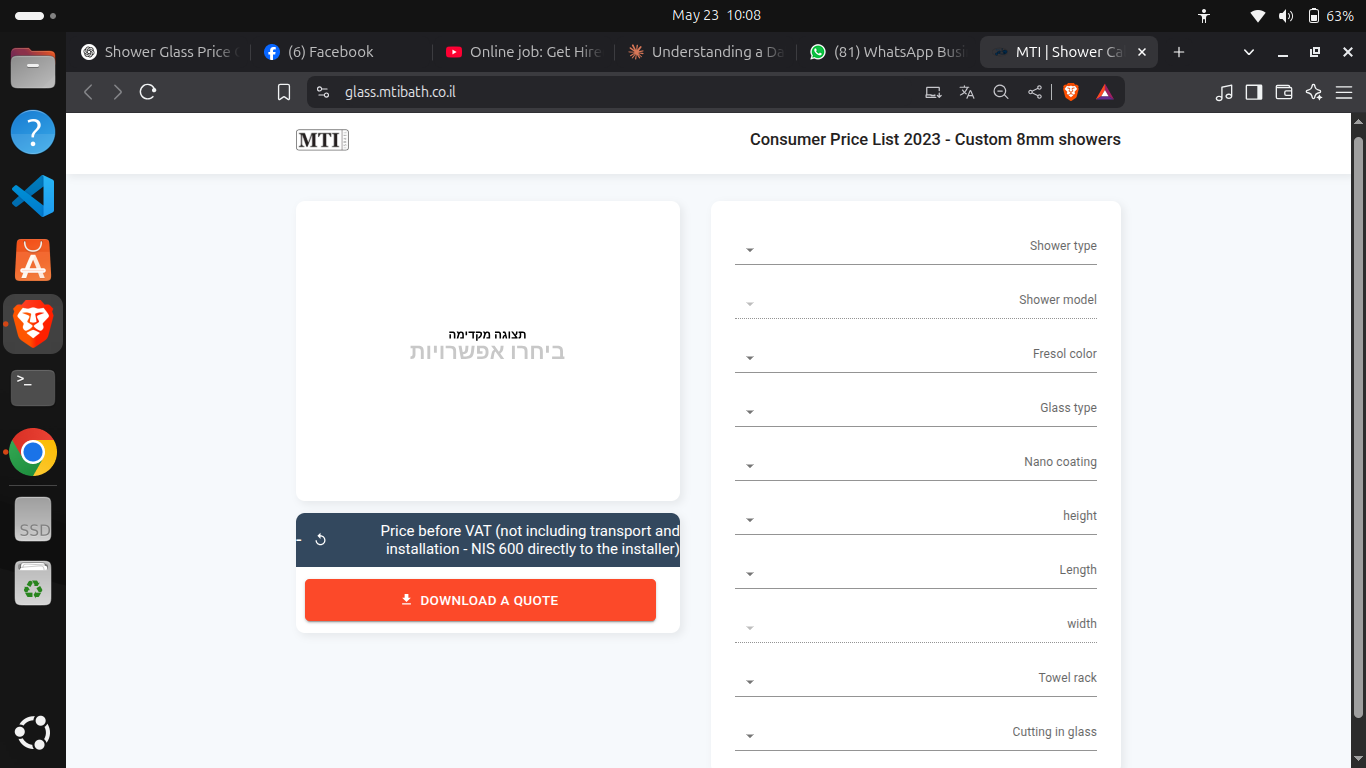 May 23 10:08
63%
Shower Glass Price
(6) Facebook
Online job: Get Hire
Understanding a Da
(81) WhatsApp Busi
MTI | Shower Ca
glass.mtibath.co.il
MTI
Consumer Price List 2023 - Custom 8mm showers
תצוגה מקדימה
ביחרו אפשרויות
Price before VAT (not including transport and
installation - NIS 600 directly to the installer)
-
DOWNLOAD A QUOTE
Shower type
Shower model
Fresol color
Glass type
Nano coating
height
Length
width
Towel rack
Cutting in glass
SSD